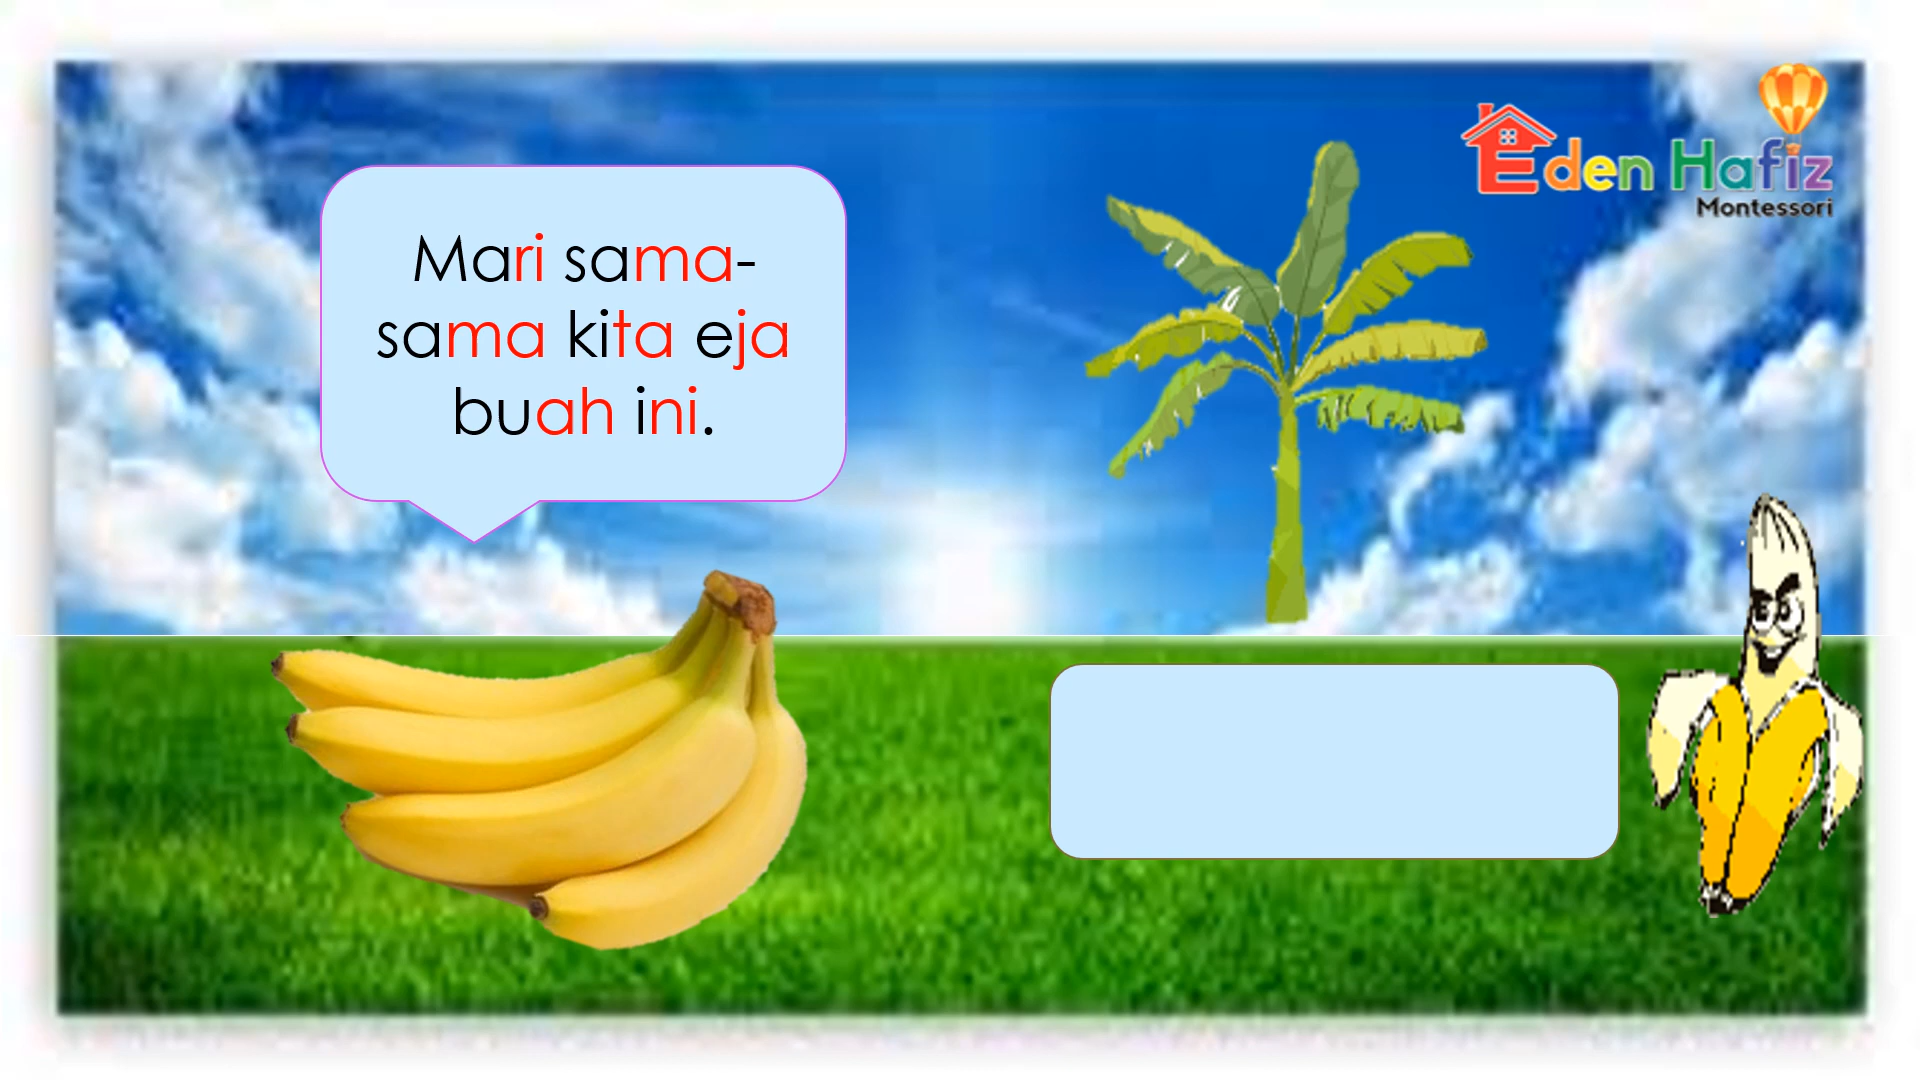 Eden Hafiz
Montessori
Mari sama-
sama kita eja
buah ini.